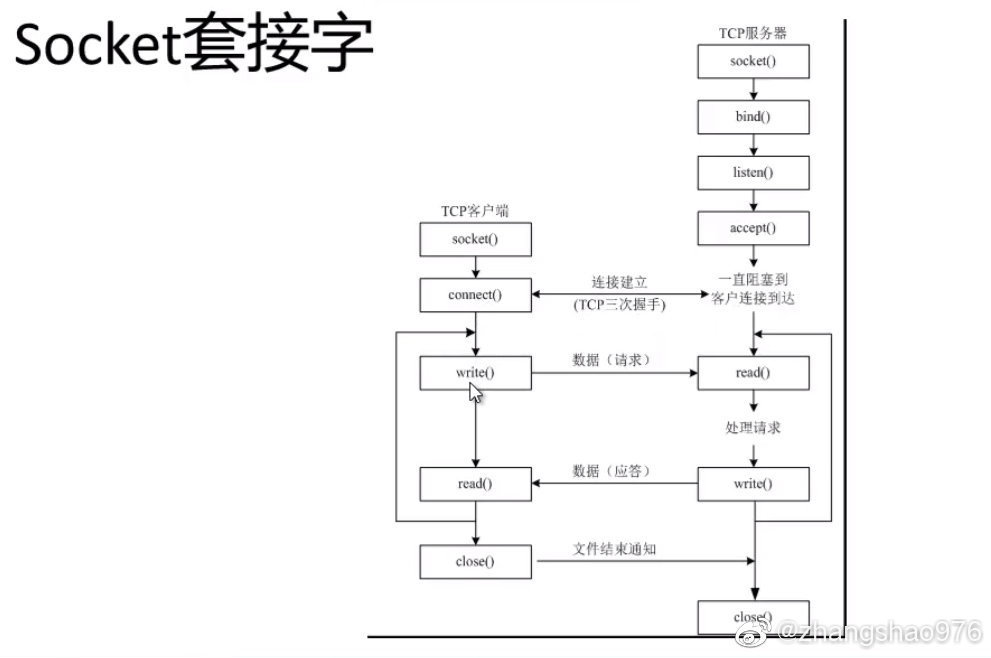 Socket套接字
TCP服务器
socket()
bind()
listen()
accept()
一直阻塞到
客户连接到达
TCP客户端
socket()
connect()
连接建立
(TCP三次握手)
write()
数据（请求）
read()
处理请求
read()
数据（应答）
write()
close()
文件结束通知
close()
@zhangshao976